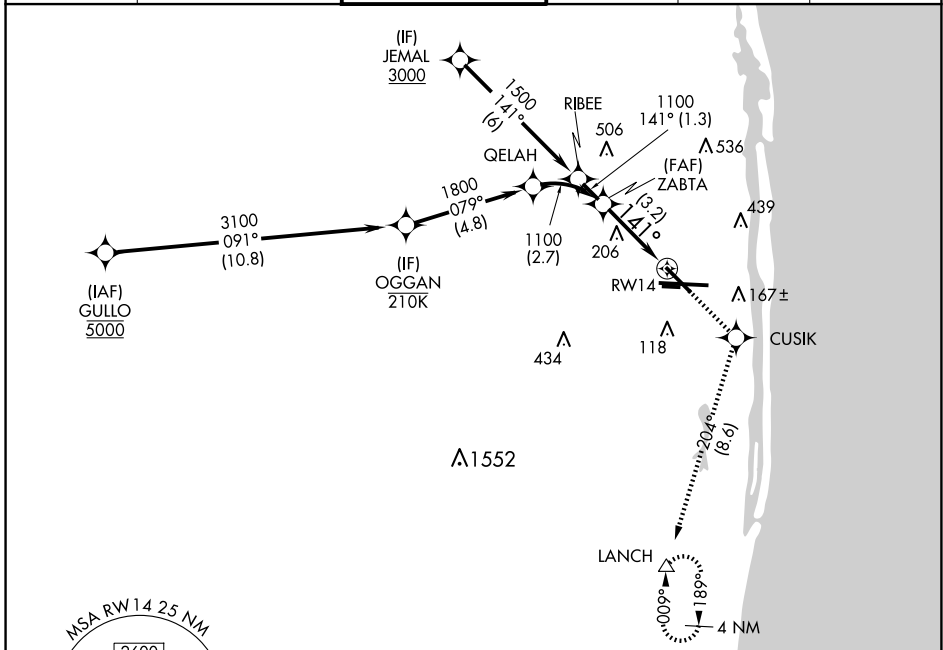 (IF)
JEMAL
3000
1500
141°
(6)
RIBEE
1100
141° (1.3)
506
536
QELAH
(FAF)
ZABTA
1800
079°
(4.8)
(3.2)
141°
439
3100
091°
(10.8)
1100
(2.7)
206
(IAF)
GULLO
5000
(IF)
OGGAN
210K
RW14
167±
434
118
CUSIK
204°
(8.6)
1552
LANCH
009°
189°
4 NM
MSA RW14 25 NM
2600